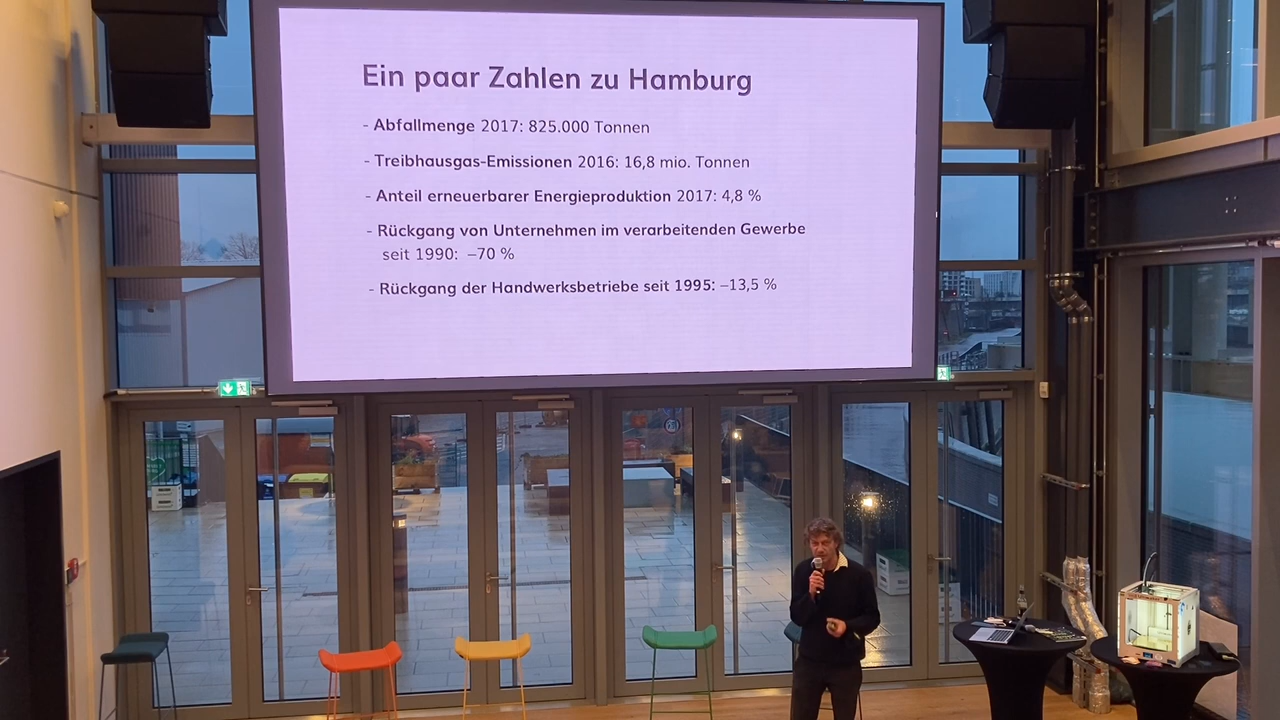 Ein paar Zahlen zu Hamburg
- Abfallmenge 2017: 825.000 Tonnen
- Treibhausgas-Emissionen 2016: 16,8 mio. Tonnen
- Anteil erneuerbarer Energieproduktion 2017: 4,8 %
- Rückgang von Unternehmen im verarbeitenden Gewerbe
seit 1990: –70 %
- Rückgang der Handwerksbetriebe seit 1995: –13,5 %